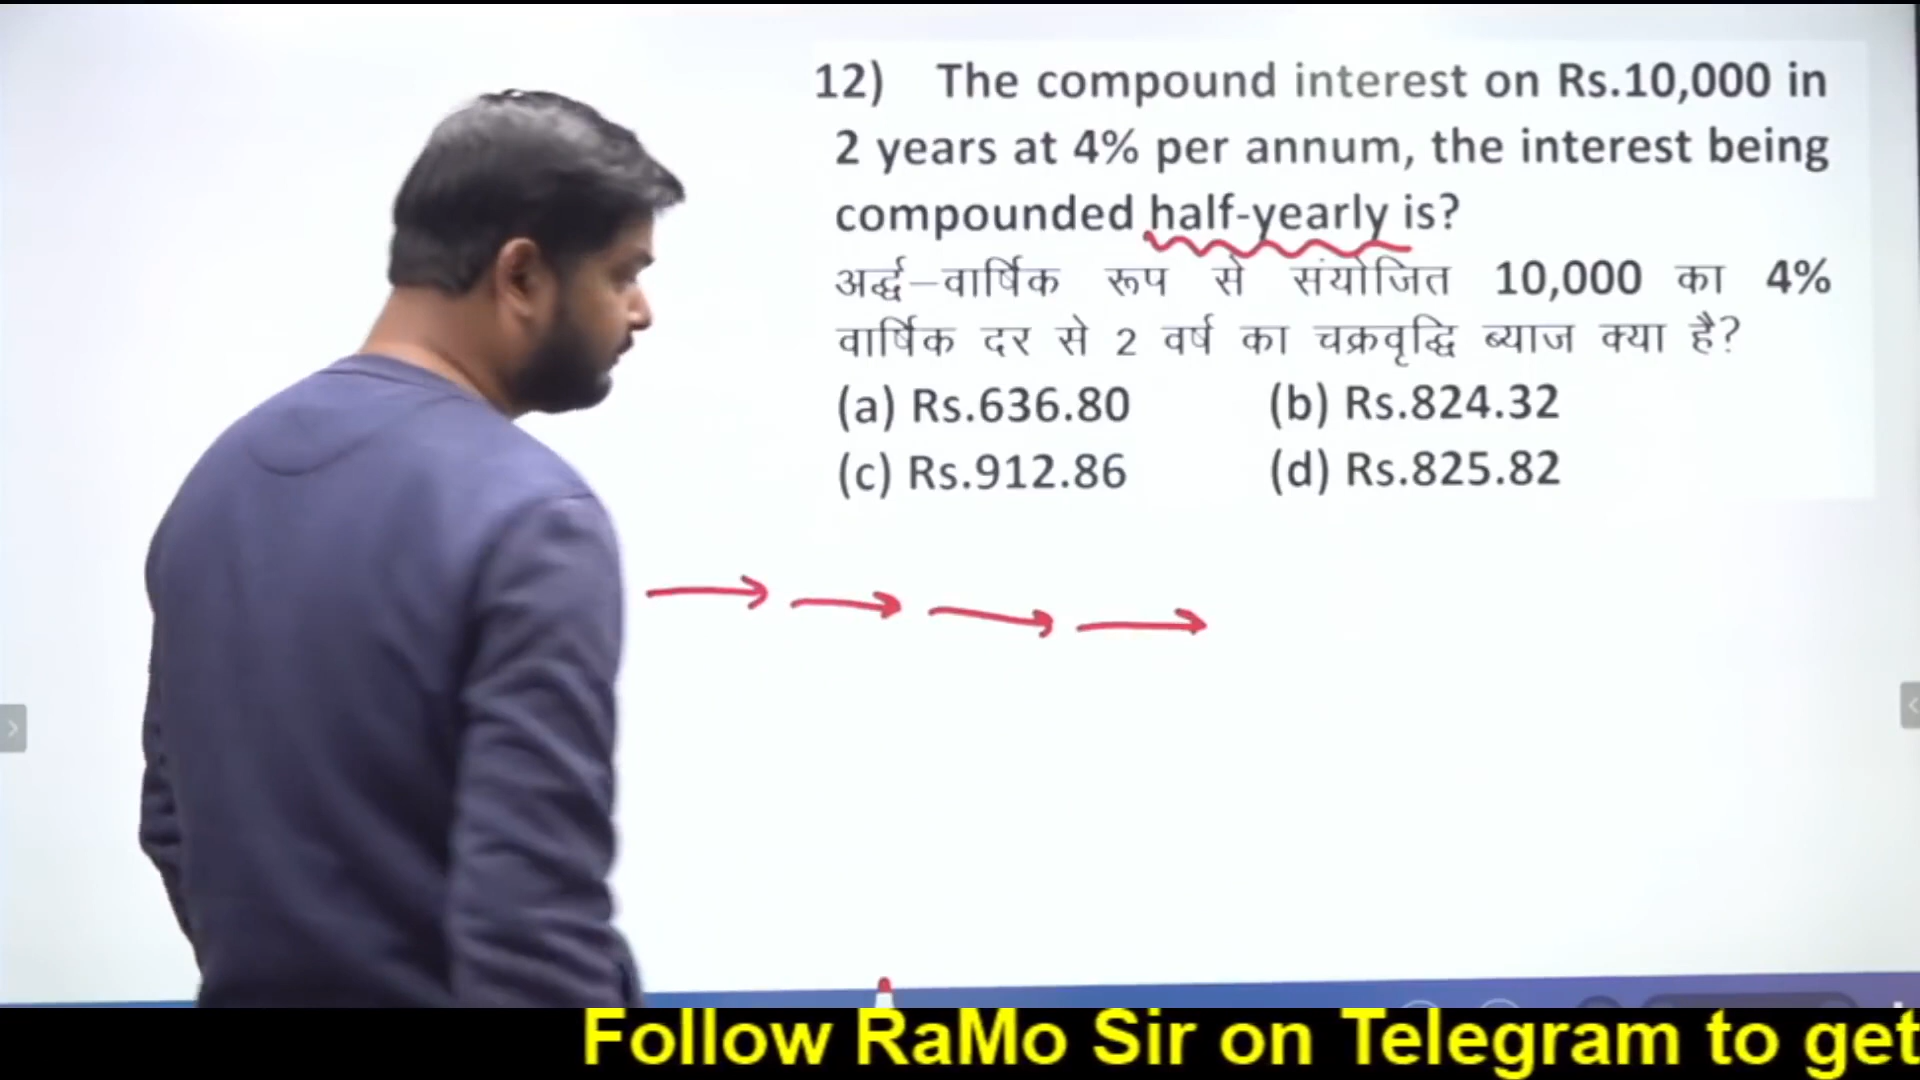 12) The compound interest on Rs.10,000 in
2 years at 4% per annum, the interest being
compounded half-yearly is?
अर्द्ध–वार्षिक रूप से संयोजित 10,000 का 4%
वार्षिक दर से 2 वर्ष का चक्रवृद्धि ब्याज क्या है?
(a) Rs.636.80 (b) Rs.824.32
(c) Rs.912.86 (d) Rs.825.82
Follow RaMo Sir on Telegram to get